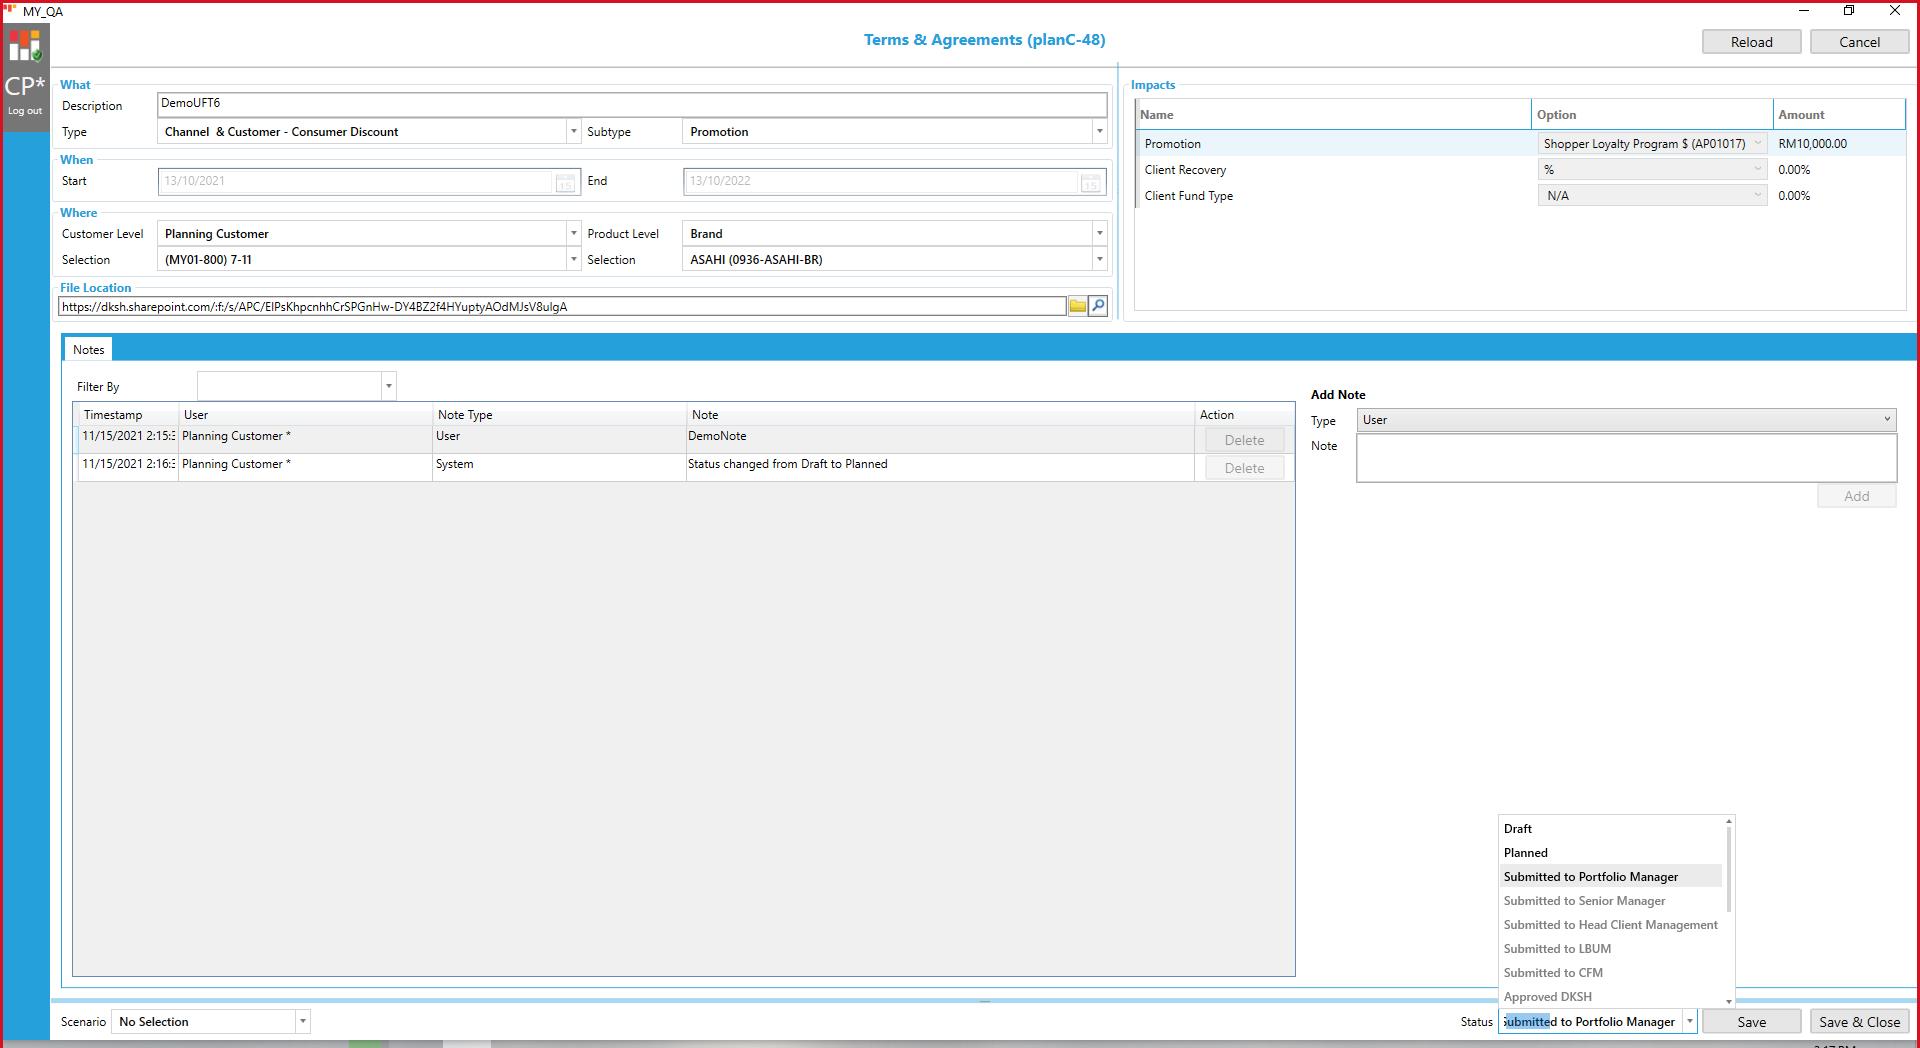 MY_QA
Terms & Agreements (planC-48)
Reload
Cancel
CP*
Log out
What
Description
DemoUFT6
Type
Channel & Customer - Consumer Discount
Subtype
Promotion
When
Start
13/10/2021
15
End
13/10/2022
15
Where
Customer Level
Planning Customer
Product Level
Brand
Selection
(MY01-800) 7-11
Selection
ASAHI (0936-ASAHI-BR)
File Location
https://dksh.sharepoint.com/:f:/s/APC/
Impacts
Name Option Amount
Promotion Shopper Loyalty Program $ (AP01017) RM10,000.00
Client Recovery % 0.00%
Client Fund Type N/A 0.00%
Notes
Filter By
Timestamp User Note Type Note Action
11/15/2021 2:15: Planning Customer * User DemoNote Delete
11/15/2021 2:16: Planning Customer * System Status changed from Draft to Planned Delete
Add Note
Type
User
Note
Add
Draft
Planned
Submitted to Portfolio Manager
Submitted to Senior Manager
Submitted to Head Client Management
Submitted to LBUM
Submitted to CFM
Approved DKSH
Scenario
No Selection
Status
Submitted to Portfolio Manager
Save
Save & Close